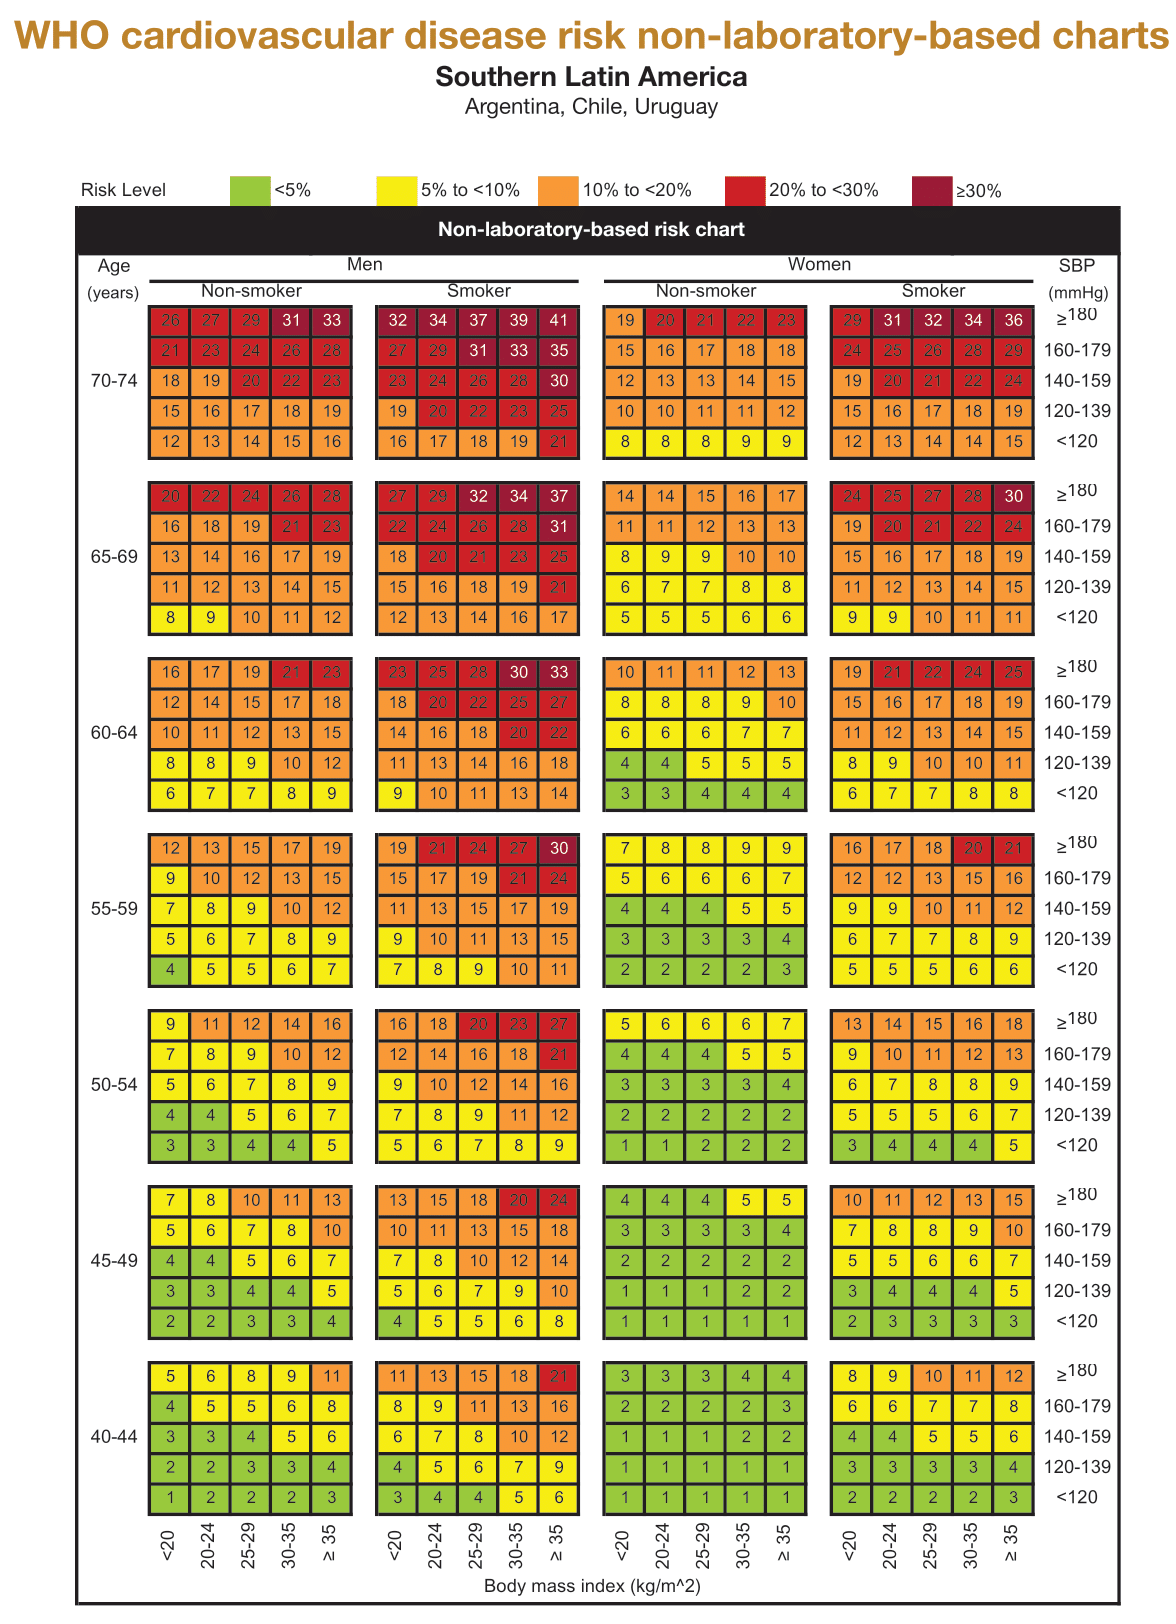 WHO cardiovascular disease risk non-laboratory-based charts
Southern Latin America
Argentina, Chile, Uruguay
Risk Level <5% 5% to <10% 10% to <20% 20% to <30% ≥30%
Non-laboratory-based risk chart
Age Men Women SBP
(years) Non-smoker Smoker Non-smoker Smoker (mmHg)
26 27 29 31 33 32 34 37 39 41 19 20 21 22 23 29 31 32 34 36 ≥180
21 23 24 26 28 27 29 31 33 35 15 16 17 18 18 24 25 26 28 29 160-179
70-74 18 19 20 22 23 23 24 26 28 30 12 13 13 14 15 19 20 21 22 24 140-159
15 16 17 18 19 19 20 22 23 25 10 10 11 11 12 15 16 17 18 19 120-139
12 13 14 15 16 16 17 18 19 21 8 8 8 9 9 12 13 14 14 15 <120
20 22 24 26 28 27 29 32 34 37 14 14 15 16 17 24 25 27 28 30 ≥180
16 18 19 21 23 22 24 26 28 31 11 11 12 13 13 19 20 21 22 24 160-179
65-69 13 14 16 17 19 18 20 21 23 25 8 9 9 10 10 15 16 17 18 19 140-159
11 12 13 14 15 15 16 18 19 21 6 7 7 8 8 11 12 13 14 15 120-139
8 9 10 11 12 12 13 14 16 17 5 5 5 6 6 9 9 10 11 11 <120
16 17 19 21 23 23 25 28 30 33 10 11 11 12 13 19 21 22 24 25 ≥180
12 14 15 17 18 18 20 22 25 27 8 8 8 9 10 15 16 17 18 19 160-179
60-64 10 11 12 13 15 14 16 18 20 22 6 6 6 7 7 11 12 13 14 15 140-159
8 8 9 10 12 11 13 14 16 18 4 4 5 5 5 8 9 10 10 11 120-139
6 7 7 8 9 9 10 11 13 14 3 3 4 4 4 6 7 7 8 8 <120
12 13 15 17 19 19 21 24 27 30 7 8 8 9 9 16 17 18 20 21 ≥180
9 10 12 13 15 15 17 19 21 24 5 6 6 6 7 12 12 13 15 16 160-179
55-59 7 8 9 10 12 11 13 15 17 19 4 4 4 5 5 9 9 10 11 12 140-159
5 6 7 8 9 9 10 11 13 15 3 3 3 3 4 6 7 7 8 9 120-139
4 5 5 6 7 7 8 9 10 11 2 2 2 2 3 5 5 5 6 6 <120
9 11 12 14 16 16 18 20 23 27 5 6 6 6 7 13 14 15 16 18 ≥180
7 8 9 10 12 12 14 16 18 21 4 4 4 5 5 9 10 11 12 13 160-179
50-54 5 6 7 8 9 9 10 12 14 16 3 3 3 3 4 6 7 8 8 9 140-159
4 4 5 6 7 7 8 9 11 12 2 2 2 2 2 5 5 5 6 7 120-139
3 3 4 4 5 5 6 7 8 9 1 1 2 2 2 3 4 4 4 5 <120
7 8 10 11 13 13 15 18 20 24 4 4 4 5 5 10 11 12 13 15 ≥180
5 6 7 8 10 10 11 13 15 18 3 3 3 3 4 7 8 8 9 10 160-179
45-49 4 4 5 6 7 7 8 10 12 14 2 2 2 2 2 5 5 6 6 7 140-159
3 3 4 4 5 5 6 7 9 10 1 1 1 2 2 3 4 4 4 5 120-139
2 2 3 3 4 4 5 5 6 8 1 1 1 1 1 2 3 3 3 3 <120
5 6 8 9 11 11 13 15 18 21 3 3 3 4 4 8 9 10 11 12 ≥180
4 5 5 6 8 8 9 11 13 16 2 2 2 2 3 6 6 7 7 8 160-179
40-44 3 3 4 5 6 6 7 8 10 12 1 1 1 2 2 4 4 5 5 6 140-159
2 2 3 3 4 4 5 6 7 9 1 1 1 1 1 3 3 3 3 4 120-139
1 2 2 2 3 3 4 4 5 6 1 1 1 1 1 2 2 2 2 3 <120
<20 20-24 25-29 30-35 ≥ 35 <20 20-24 25-29 30-35 ≥ 35 <20 20-24 25-29 30-35 ≥ 35 <20 20-24 25-29 30-35 ≥ 35
Body mass index (kg/m^2)